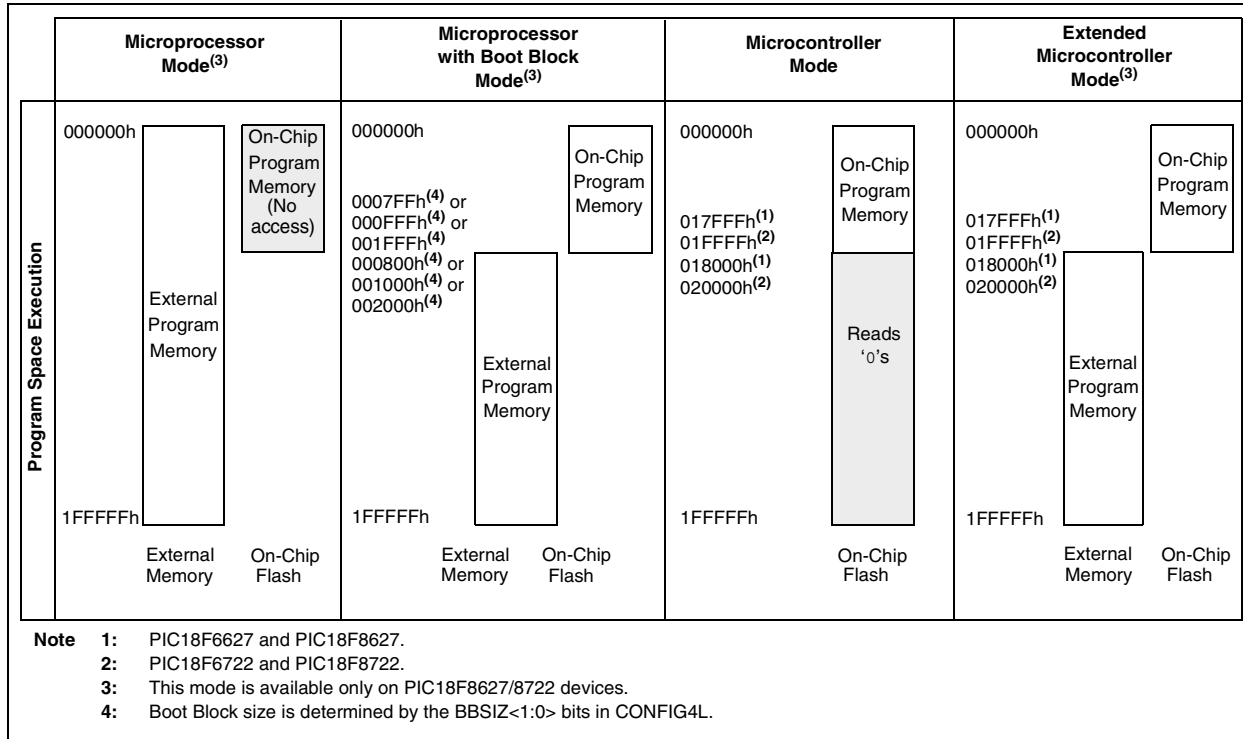 Microprocessor
Mode(3)
Microprocessor
with Boot Block
Mode(3)
Microcontroller
Mode
Extended
Microcontroller
Mode(3)
Program Space Execution
000000h
External
Program
Memory
1FFFFFh
On-Chip
Program
Memory
(No
access)
External
Memory
On-Chip
Flash
000000h
0007FFh(4) or
000FFFh(4) or
001FFFh(4)
000800h(4) or
001000h(4) or
002000h(4)
1FFFFFh
On-Chip
Program
Memory
External
Program
Memory
External
Memory
On-Chip
Flash
000000h
017FFFh(1)
01FFFFh(2)
018000h(1)
020000h(2)
1FFFFFh
On-Chip
Program
Memory
Reads
‘0’s
On-Chip
Flash
000000h
017FFFh(1)
01FFFFh(2)
018000h(1)
020000h(2)
1FFFFFh
On-Chip
Program
Memory
External
Program
Memory
External
Memory
On-Chip
Flash
Note 1: PIC18F6627 and PIC18F8627.
2: PIC18F6722 and PIC18F8722.
3: This mode is available only on PIC18F8627/8722 devices.
4: Boot Block size is determined by the BBSIZ<1:0> bits in CONFIG4L.